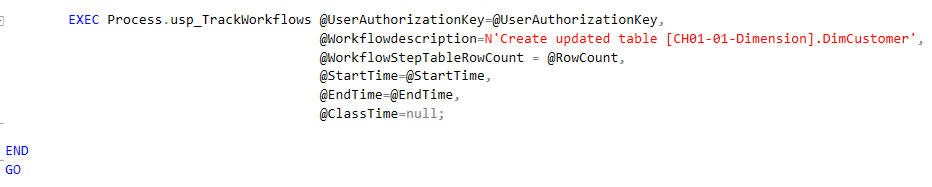 EXEC Process.usp_TrackWorkflows @UserAuthorizationKey=@UserAuthorizationKey,
@Workflowdescription=N'Create updated table [CH01-01-Dimension].DimCustomer',
@WorkflowStepTableRowCount = @RowCount,
@StartTime=@StartTime,
@EndTime=@EndTime,
@ClassTime=null;
END
GO